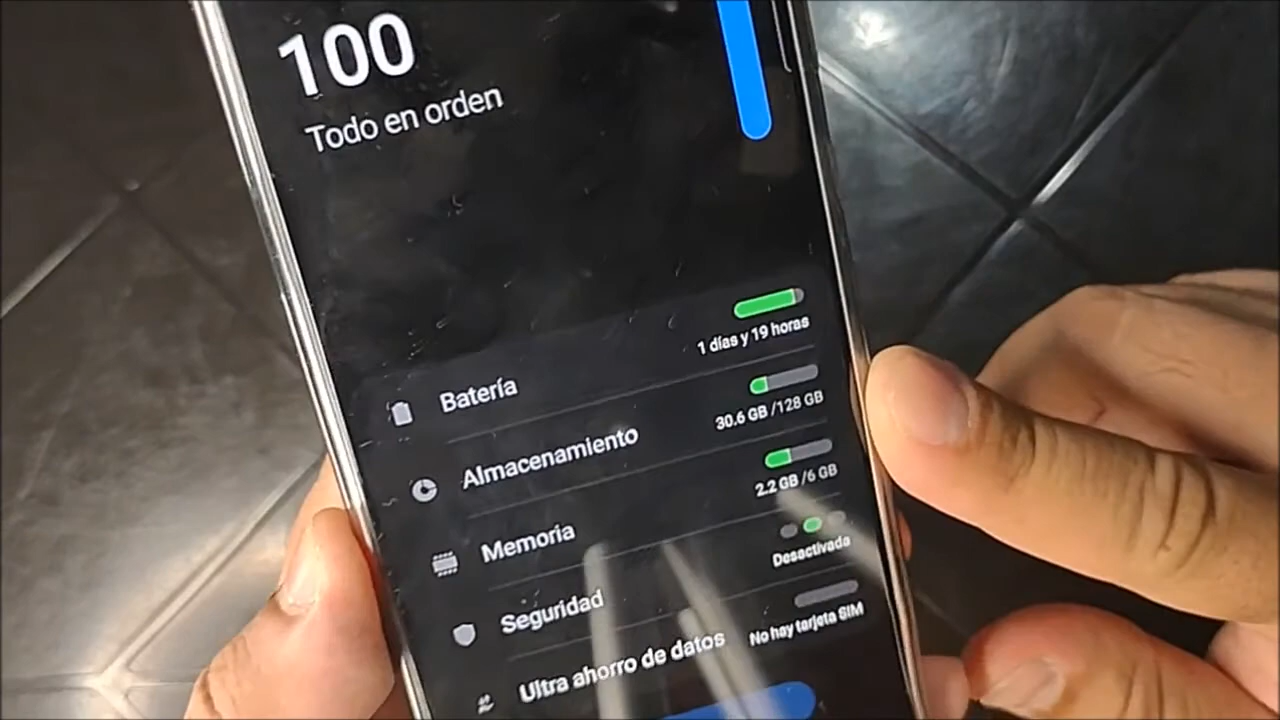 100
Todo en orden
Batería
1 días y 19 horas
Almacenamiento
30.6 GB /128 GB
Memoria
2.2 GB /6 GB
Seguridad
Desactivada
Ultra ahorro de datos
No hay tarjeta SIM